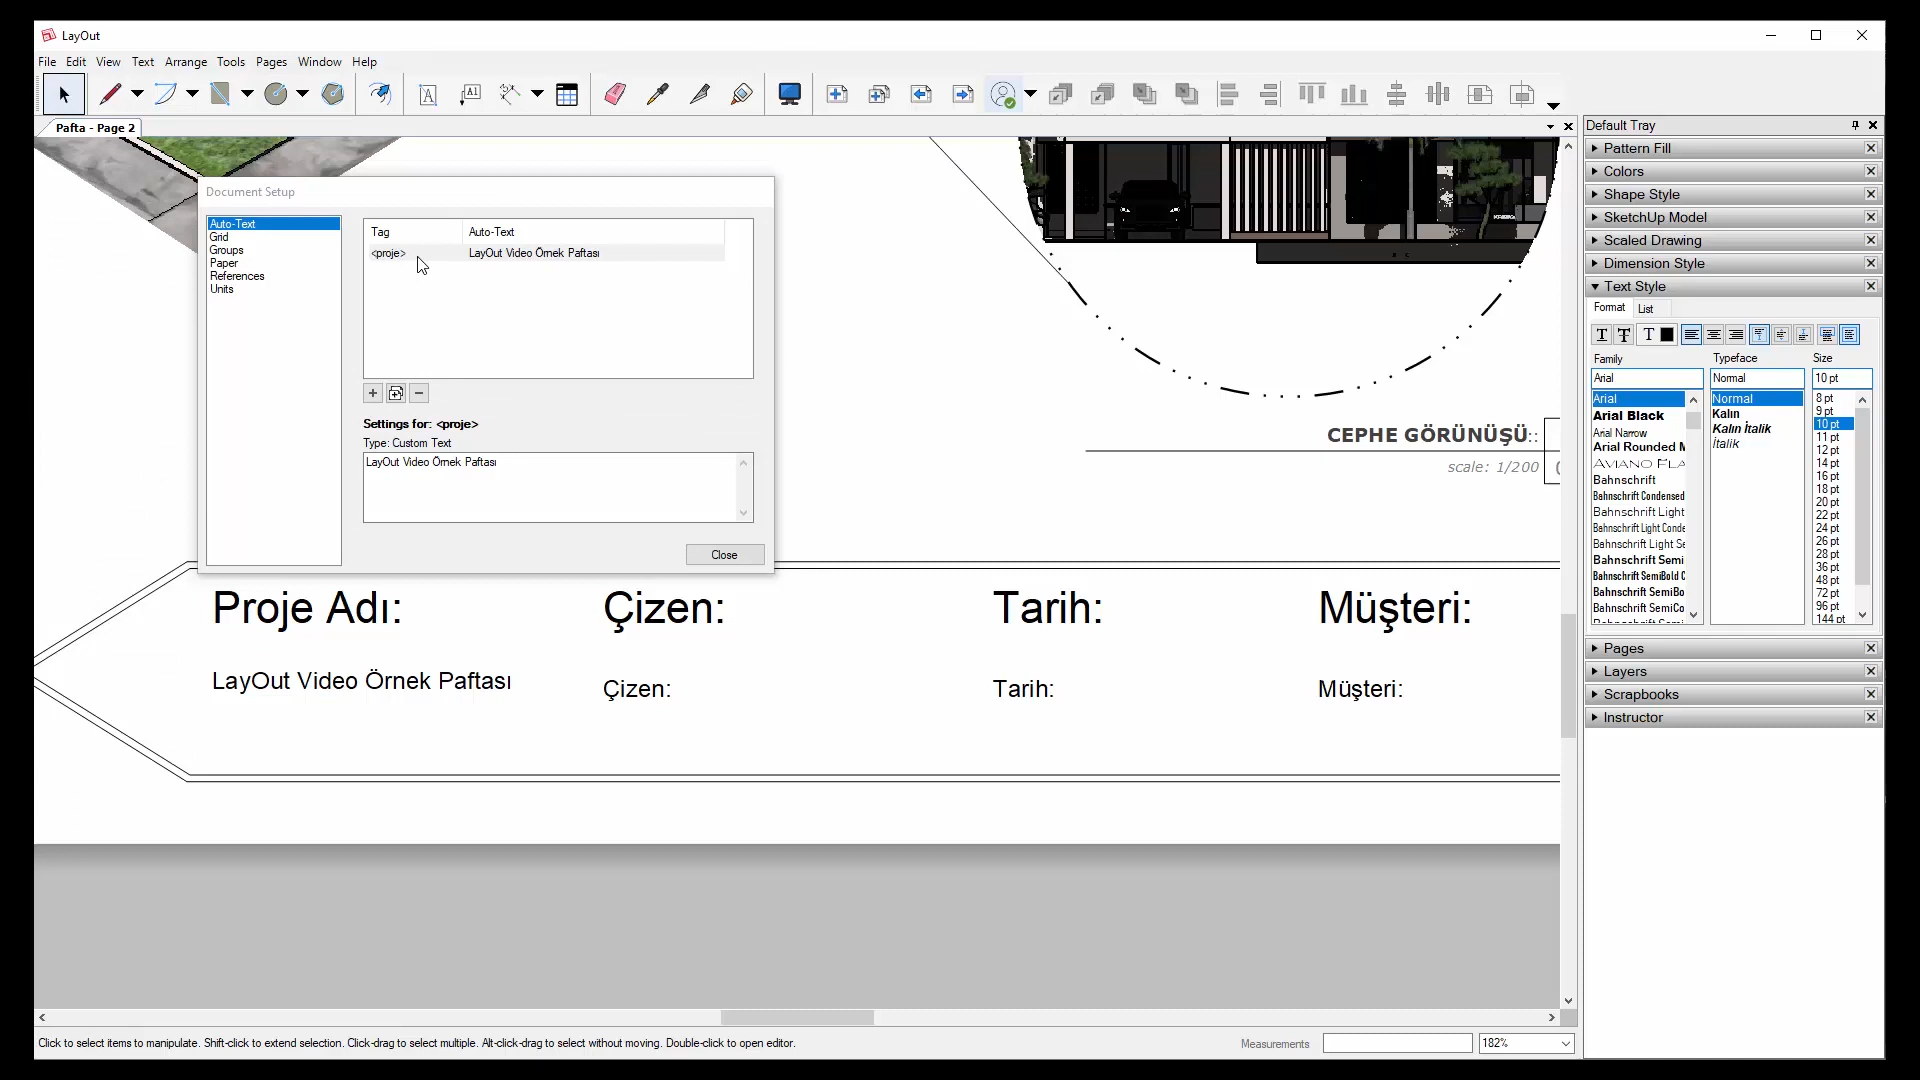 LayOut
File Edit View Text Arrange Tools Pages Window Help
Pafta - Page 2
Document Setup
Auto-Text
Grid
Groups
Paper
References
Units
Tag Auto-Text
<proje> LayOut Video Örnek Paftası
Settings for: <proje>
Type: Custom Text
LayOut Video Örnek Paftası
Close
CEPHE GÖRÜNÜŞÜ::
scale: 1/200
Proje Adı: Çizen: Tarih: Müşteri:
LayOut Video Örnek Paftası Çizen: Tarih: Müşteri:
Default Tray
Pattern Fill
Colors
Shape Style
SketchUp Model
Scaled Drawing
Dimension Style
Text Style
Format List
Family Typeface Size
Arial Normal 10 pt
Arial
Arial Black
Arial Narrow
Arial Rounded M
AVIANO FLA
Bahnschrift
Bahnschrift Condensed
Bahnschrift Light
Bahnschrift Light Conde
Bahnschrift Light Se
Bahnschrift Semi
Bahnschrift SemiBold C
Bahnschrift SemiBo
Bahnschrift SemiCo
Normal
Kalın
Kalın İtalik
İtalik
8 pt
9 pt
10 pt
11 pt
12 pt
14 pt
16 pt
18 pt
20 pt
22 pt
24 pt
26 pt
28 pt
36 pt
48 pt
72 pt
96 pt
144 pt
Pages
Layers
Scrapbooks
Instructor
Click to select items to manipulate. Shift-click to extend selection. Click-drag to select multiple. Alt-click-drag to select without moving. Double-click to open editor.
Measurements 182%